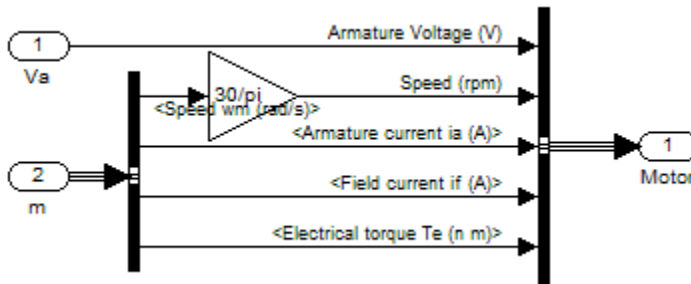 Armature Voltage (V)
1
Va
30/pi
Speed (rpm)
<Speed wm (rad/s)>
<Armature current ia (A)>
1
Motor
2
m
<Field current if (A)>
<Electrical torque Te (n m)>